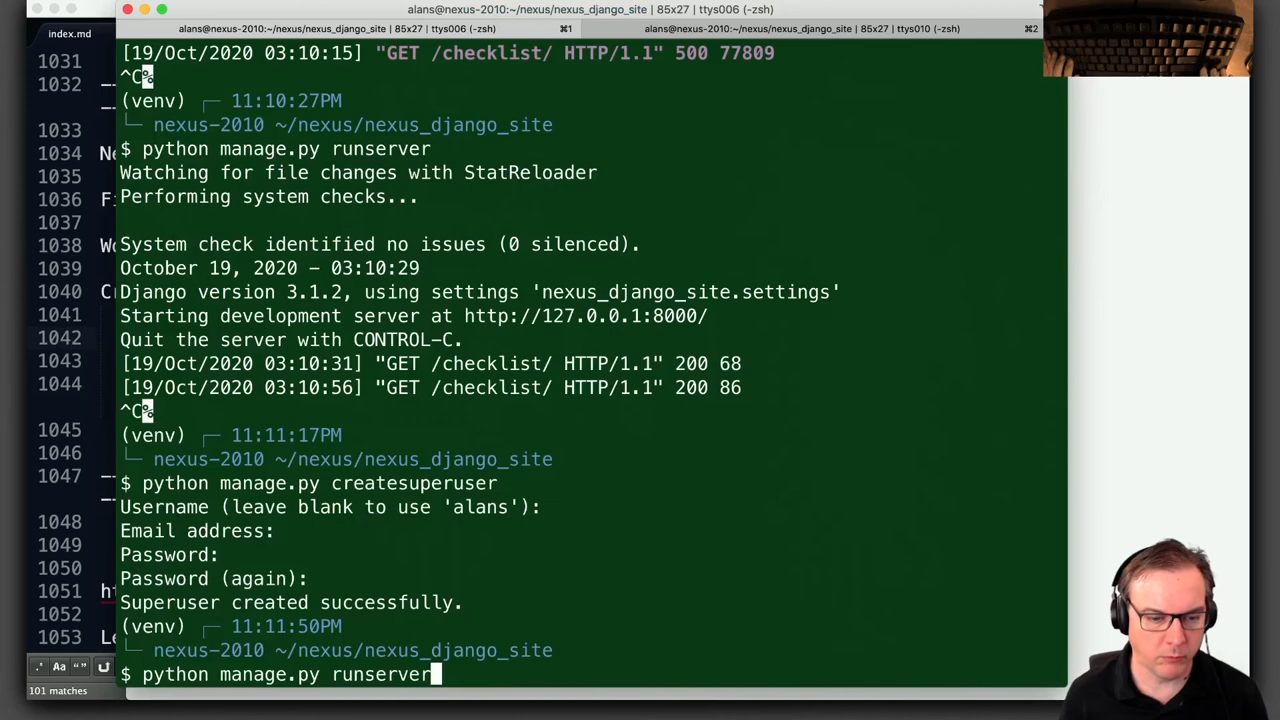 alans@nexus-2010:~/nexus/nexus_django_site | 85x27 | ttys006 (-zsh)
index.md
alans@nexus-2010:~/nexus/nexus_django_site | 85x27 | ttys006 (-zsh) ⌘1
alans@nexus-2010:~/nexus/nexus_django_site | 85x27 | ttys010 (-zsh) ⌘2
[19/Oct/2020 03:10:15] "GET /checklist/ HTTP/1.1" 500 77809
^C%
(venv) ┌─ 11:10:27PM
└─ nexus-2010 ~/nexus/nexus_django_site
$ python manage.py runserver
Watching for file changes with StatReloader
Performing system checks...
System check identified no issues (0 silenced).
October 19, 2020 - 03:10:29
Django version 3.1.2, using settings 'nexus_django_site.settings'
Starting development server at http://127.0.0.1:8000/
Quit the server with CONTROL-C.
[19/Oct/2020 03:10:31] "GET /checklist/ HTTP/1.1" 200 68
[19/Oct/2020 03:10:56] "GET /checklist/ HTTP/1.1" 200 86
^C%
(venv) ┌─ 11:11:17PM
└─ nexus-2010 ~/nexus/nexus_django_site
$ python manage.py createsuperuser
Username (leave blank to use 'alans'):
Email address:
Password:
Password (again):
Superuser created successfully.
(venv) ┌─ 11:11:50PM
└─ nexus-2010 ~/nexus/nexus_django_site
$ python manage.py runserver
1031
1032 --
--
1033
1034 Ne
1035
1036 Fi
1037
1038 Wo
1039
1040 Cr
1041
1042
1043
1044
1045
1046
1047 --
--
1048
1049
1050
1051 ht
1052
1053 Le
.* Aa “ ”
101 matches